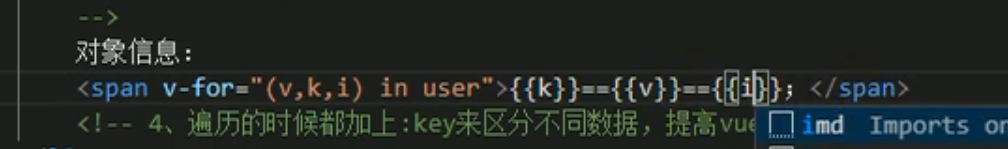 -->
对象信息：
<span v-for="(v,k,i) in user">{{k}}=={{v}}=={{i}}; </span>
<!-- 4、遍历的时候都加上:key来区分不同数据，提高vue
imd Imports on